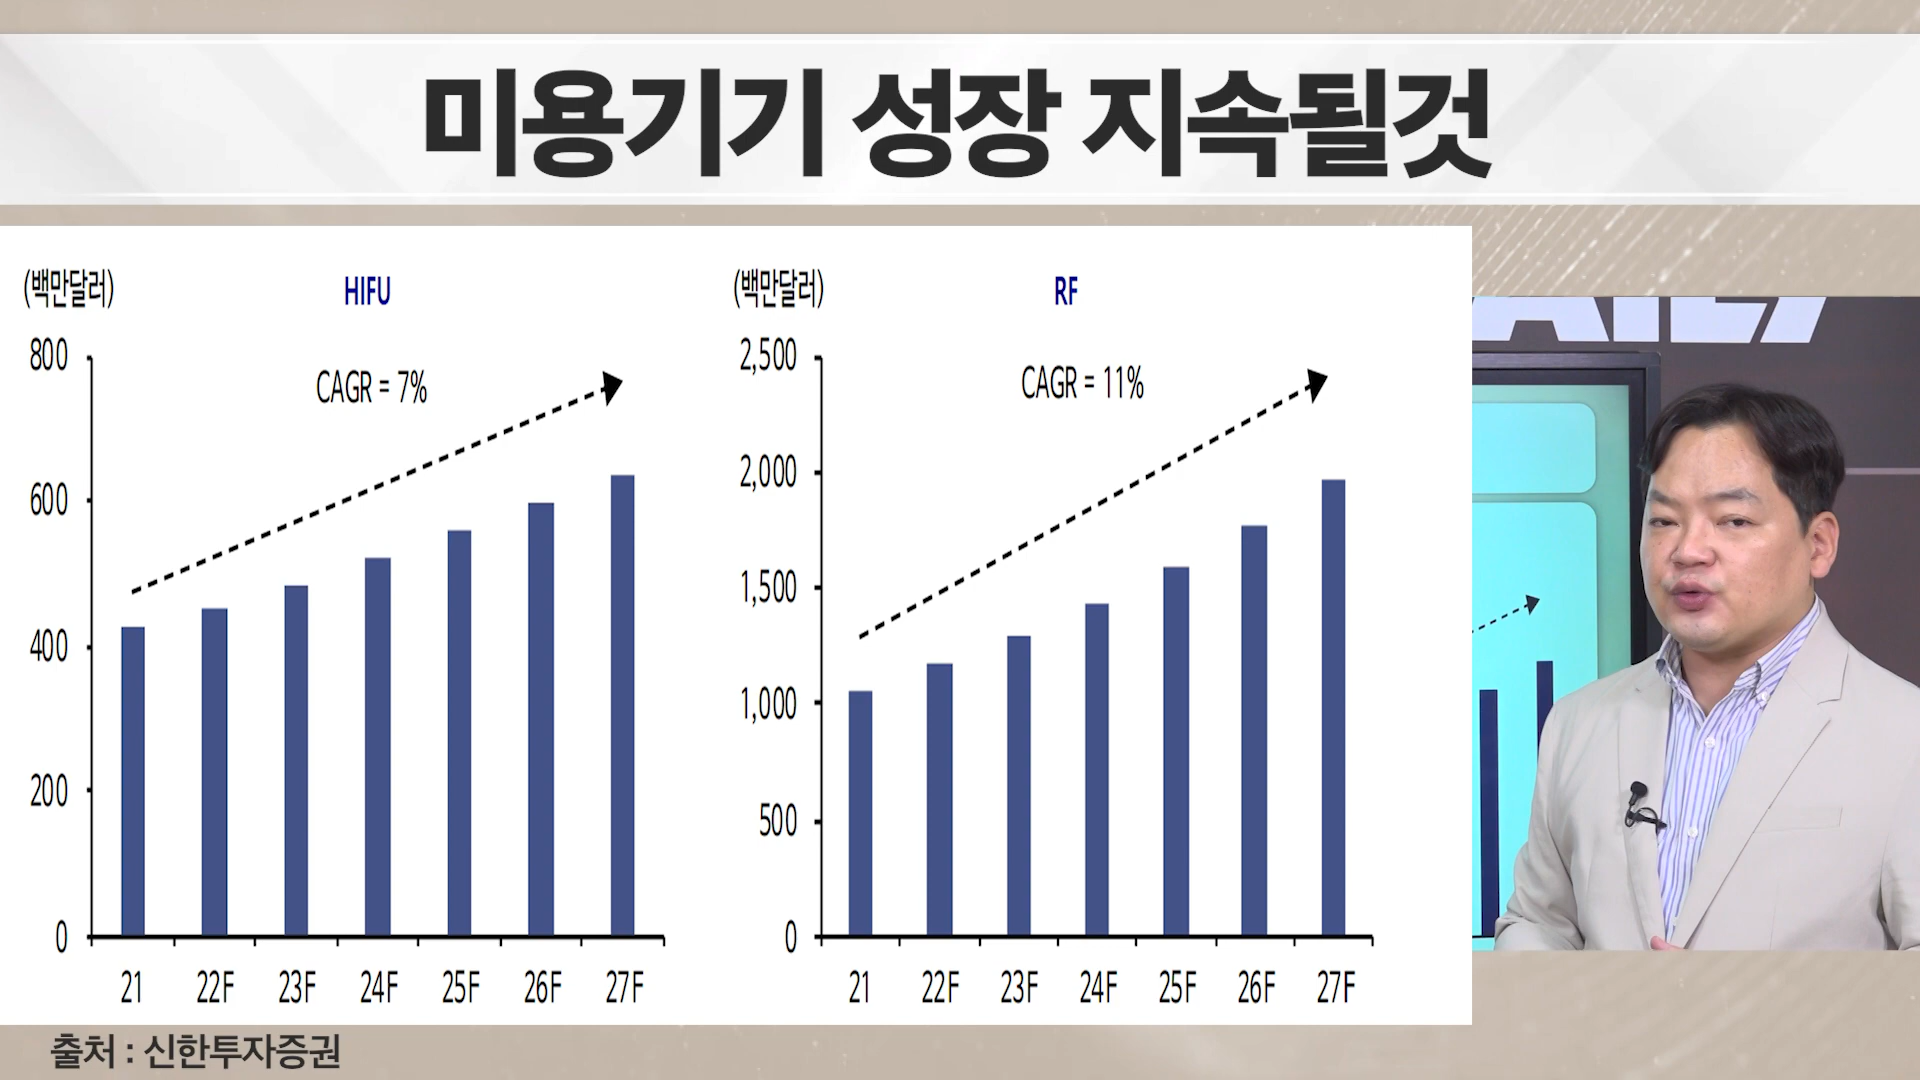 미용기기 성장 지속될것
(백만달러)
HIFU
CAGR = 7%
800
600
400
200
0
21 22F 23F 24F 25F 26F 27F
(백만달러)
RF
CAGR = 11%
2,500
2,000
1,500
1,000
500
0
21 22F 23F 24F 25F 26F 27F
출처 : 신한투자증권